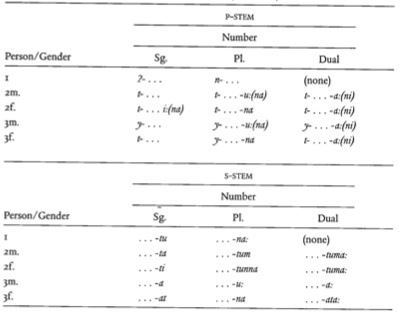 P-STEM
Number
Person/Gender Sg. Pl. Dual
1 ʔ- . . . n- . . . (none)
2m. t- . . . t- . . . -u:(na) t- . . . -a:(ni)
2f. t- . . . i:(na) t- . . . -na t- . . . -a:(ni)
3m. y- . . . y- . . . -u:(na) y- . . . -a:(ni)
3f. t- . . . y- . . . -na t- . . . -a:(ni)
S-STEM
Number
Person/Gender Sg. Pl. Dual
1 . . . -tu . . . -na: (none)
2m. . . . -ta . . . -tum . . . -tuma:
2f. . . . -ti . . . -tunna . . . -tuma:
3m. . . . -a . . . -u: . . . -a:
3f. . . . -at . . . -na . . . -ata: